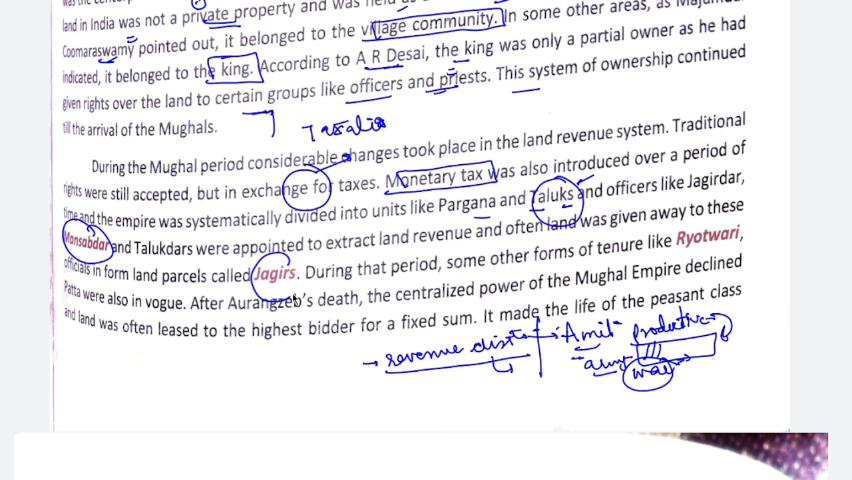 land in India was not a private property and was held
Coomaraswamy pointed out, it belonged to the village community. In some other areas, as
indicated, it belonged to the king. According to A R Desai, the king was only a partial owner as he had
given rights over the land to certain groups like officers and priests. This system of ownership continued
till the arrival of the Mughals.
During the Mughal period considerable changes took place in the land revenue system. Traditional
rights were still accepted, but in exchange for taxes. Monetary tax was also introduced over a period of
time and the empire was systematically divided into units like Pargana and Taluks and officers like Jagirdar,
Mansabdar and Talukdars were appointed to extract land revenue and often land was given away to these
officials in form land parcels called Jagirs. During that period, some other forms of tenure like Ryotwari,
Patta were also in vogue. After Aurangzeb's death, the centralized power of the Mughal Empire declined
and land was often leased to the highest bidder for a fixed sum. It made the life of the peasant class
→ revenue Amil productive
army
war